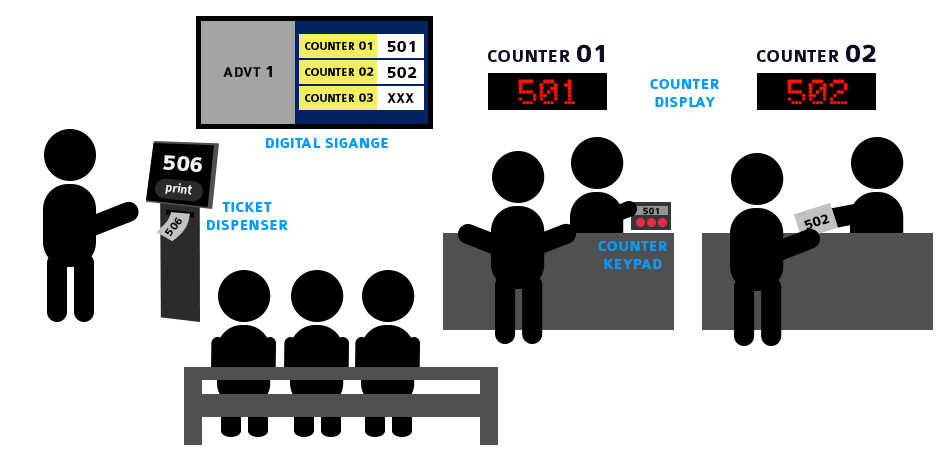 ADVT 1
COUNTER 01 501
COUNTER 02 502
COUNTER 03 XXX
DIGITAL SIGANGE
COUNTER 01
501
COUNTER
DISPLAY
COUNTER 02
502
506
print
506
TICKET
DISPENSER
501
COUNTER
KEYPAD
502